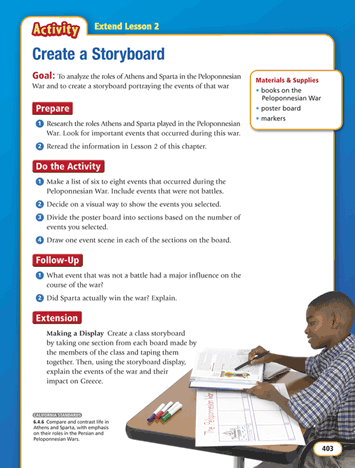 Activity Extend Lesson 2
Create a Storyboard
Goal: To analyze the roles of Athens and Sparta in the Peloponnesian
War and to create a storyboard portraying the events of that war
Materials & Supplies
• books on the
Peloponnesian War
• poster board
• markers
Prepare
1 Research the roles Athens and Sparta played in the Peloponnesian
War. Look for important events that occurred during this war.
2 Reread the information in Lesson 2 of this chapter.
Do the Activity
1 Make a list of six to eight events that occurred during the
Peloponnesian War. Include events that were not battles.
2 Decide on a visual way to show the events you selected.
3 Divide the poster board into sections based on the number of
events you selected.
4 Draw one event scene in each of the sections on the board.
Follow-Up
1 What event that was not a battle had a major influence on the
course of the war?
2 Did Sparta actually win the war? Explain.
Extension
Making a Display Create a class storyboard
by taking one section from each board made by
the members of the class and taping them
together. Then, using the storyboard display,
explain the events of the war and their
impact on Greece.
CALIFORNIA STANDARDS
6.4.6 Compare and contrast life in
Athens and Sparta, with emphasis
on their roles in the Persian and
Peloponnesian Wars.
The Peloponnesian War
403